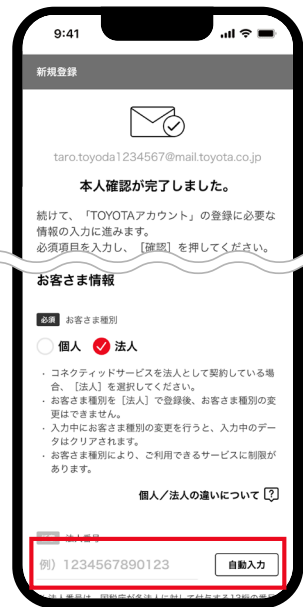 9:41
新規登録
taro.toyoda1234567@mail.toyota.co.jp
本人確認が完了しました。
続けて、「TOYOTAアカウント」の登録に必要な
情報の入力に進みます。
必須項目を入力し、[確認] を押してください。
お客さま情報
必須 お客さま種別
個人 法人
・コネクティッドサービスを法人として契約している場
合、[法人] を選択してください。
・お客さま種別を [法人] で登録後、お客さま種別の変
更はできません。
・入力中にお客さま種別の変更を行うと、入力中のデー
タはクリアされます。
・お客さま種別により、ご利用できるサービスに制限が
あります。
個人/法人の違いについて ?
法人番号
例) 1234567890123 自動入力